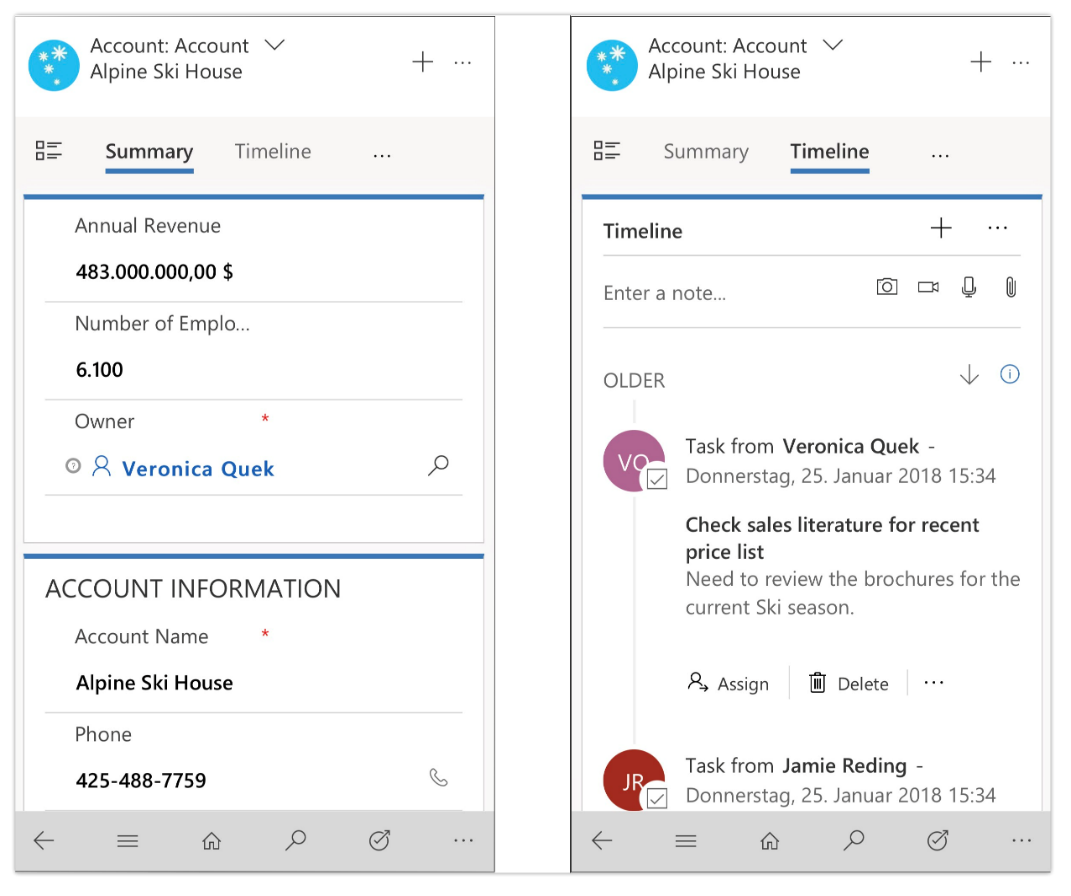 Account: Account
Alpine Ski House
Summary Timeline ...
Annual Revenue
483.000.000,00 $
Number of Emplo...
6.100
Owner *
Veronica Quek
ACCOUNT INFORMATION
Account Name *
Alpine Ski House
Phone
425-488-7759
Account: Account
Alpine Ski House
Summary Timeline ...
Timeline
Enter a note...
OLDER
VQ
Task from Veronica Quek -
Donnerstag, 25. Januar 2018 15:34
Check sales literature for recent
price list
Need to review the brochures for the
current Ski season.
Assign Delete ...
JR
Task from Jamie Reding -
Donnerstag, 25. Januar 2018 15:34